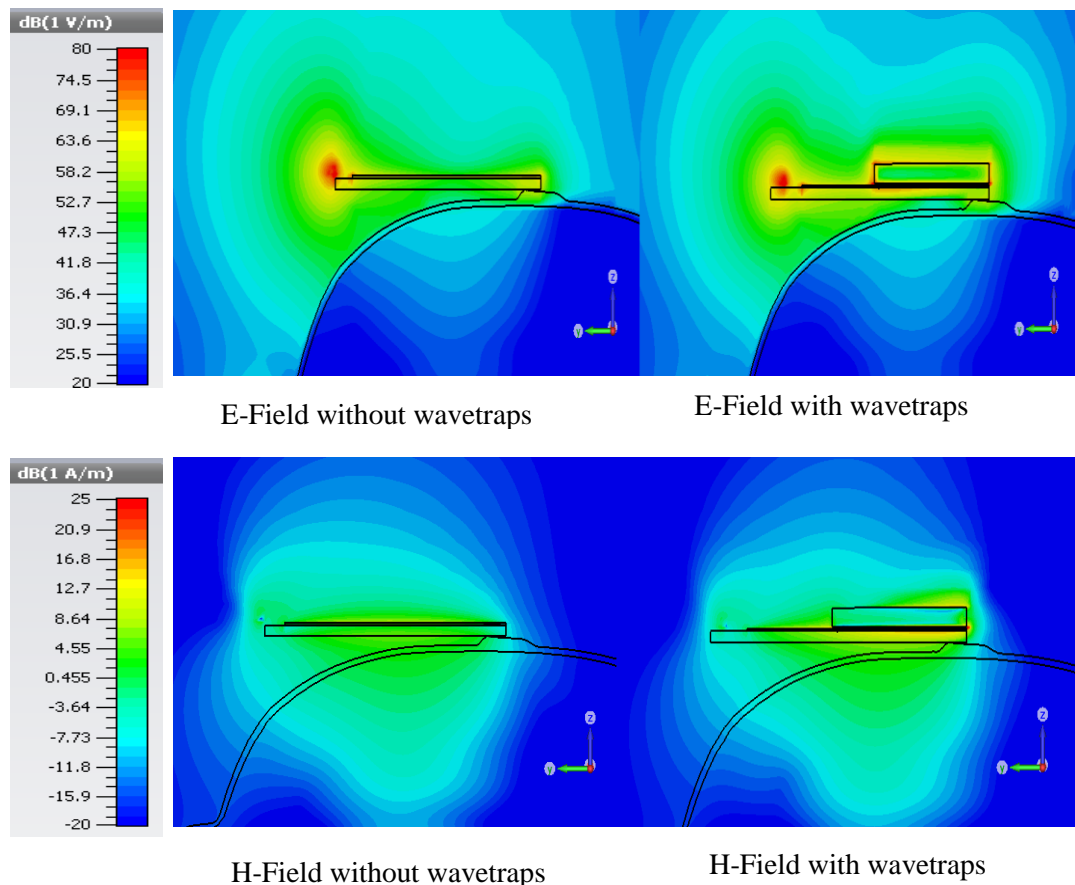 dB(1 V/m)
80
74.5
69.1
63.6
58.2
52.7
47.3
41.8
36.4
30.9
25.5
20
z
y
z
y
E-Field without wavetraps
E-Field with wavetraps
dB(1 A/m)
25
20.9
16.8
12.7
8.64
4.55
0.455
-3.64
-7.73
-11.8
-15.9
-20
z
y
z
y
H-Field without wavetraps
H-Field with wavetraps